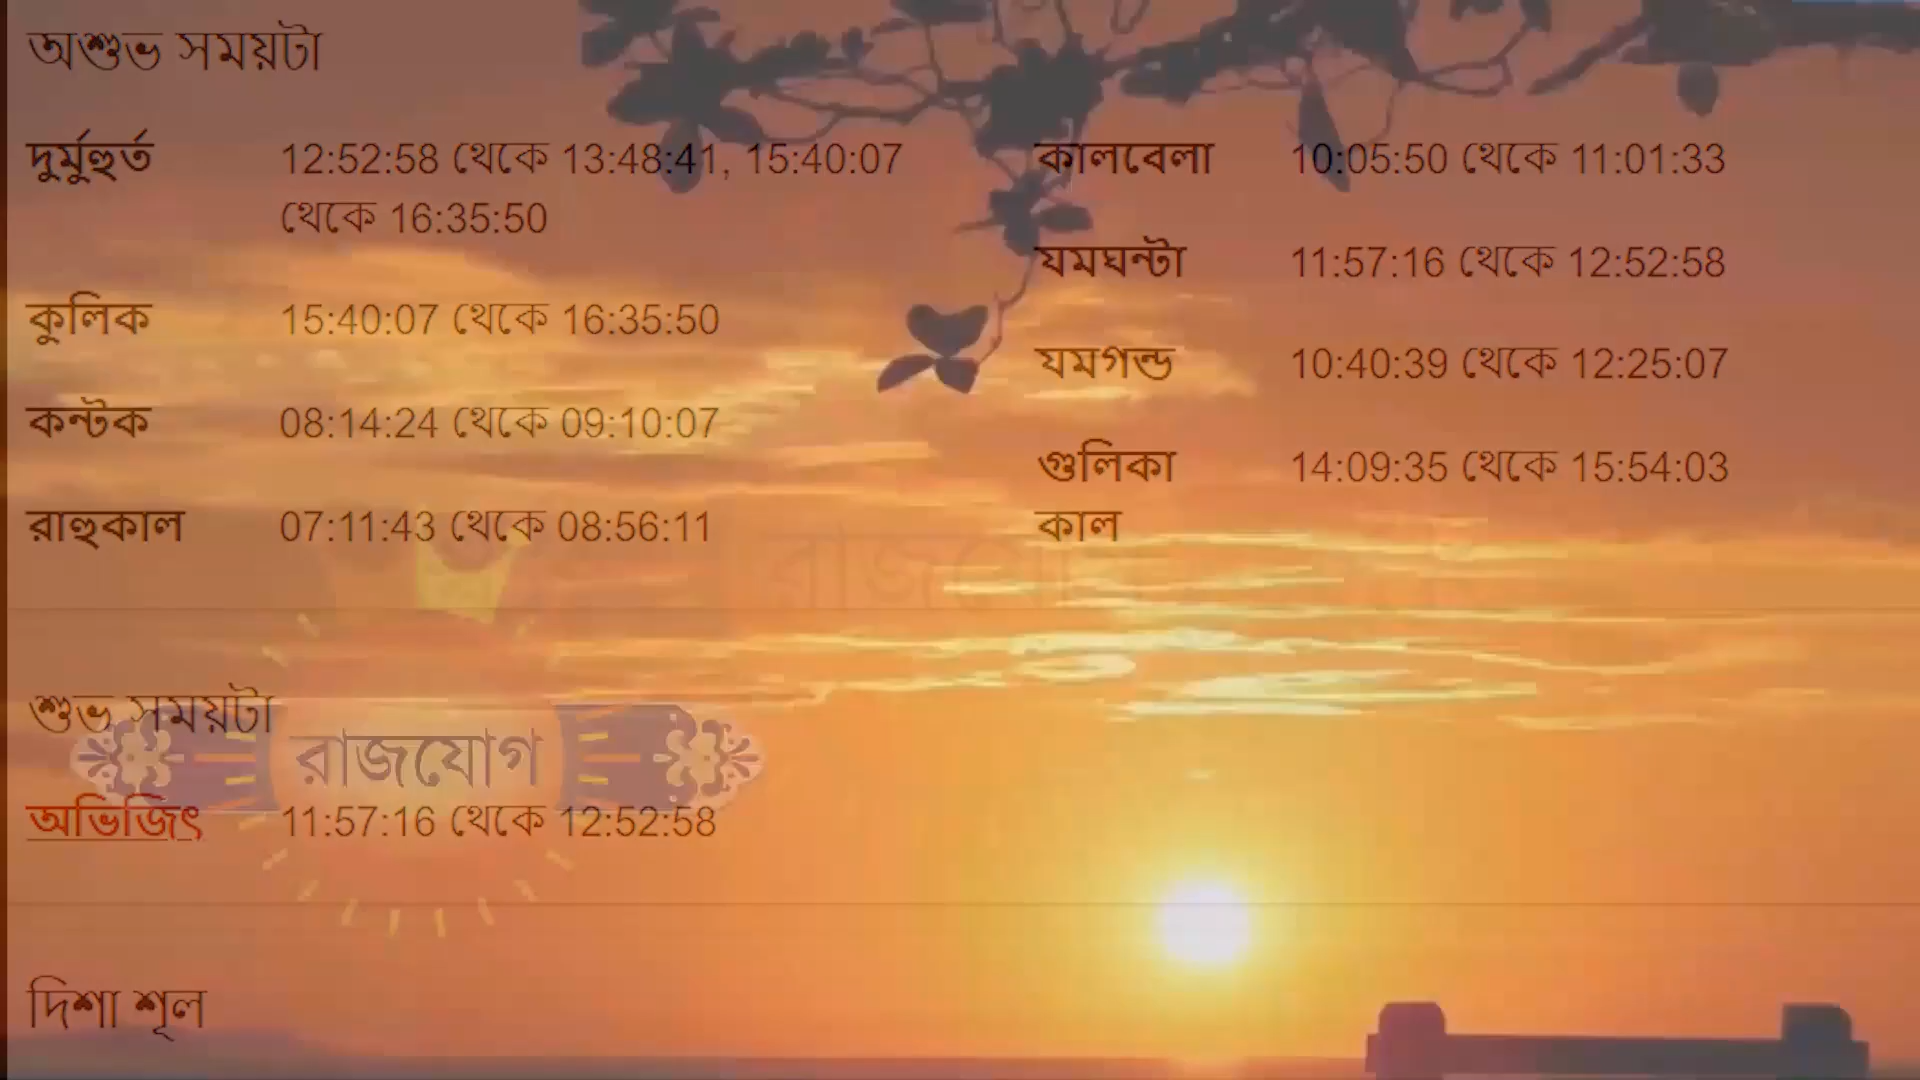 অশুভ সময়টা
দুর্মুহুর্ত 12:52:58 থেকে 13:48:41, 15:40:07
থেকে 16:35:50
কুলিক 15:40:07 থেকে 16:35:50
কন্টক 08:14:24 থেকে 09:10:07
রাহুকাল 07:11:43 থেকে 08:56:11
কালবেলা 10:05:50 থেকে 11:01:33
যমঘন্টা 11:57:16 থেকে 12:52:58
যমগন্ড 10:40:39 থেকে 12:25:07
গুলিকা 14:09:35 থেকে 15:54:03
কাল
শুভ সময়টা
রাজযোগ
অভিজিৎ 11:57:16 থেকে 12:52:58
দিশা শূল